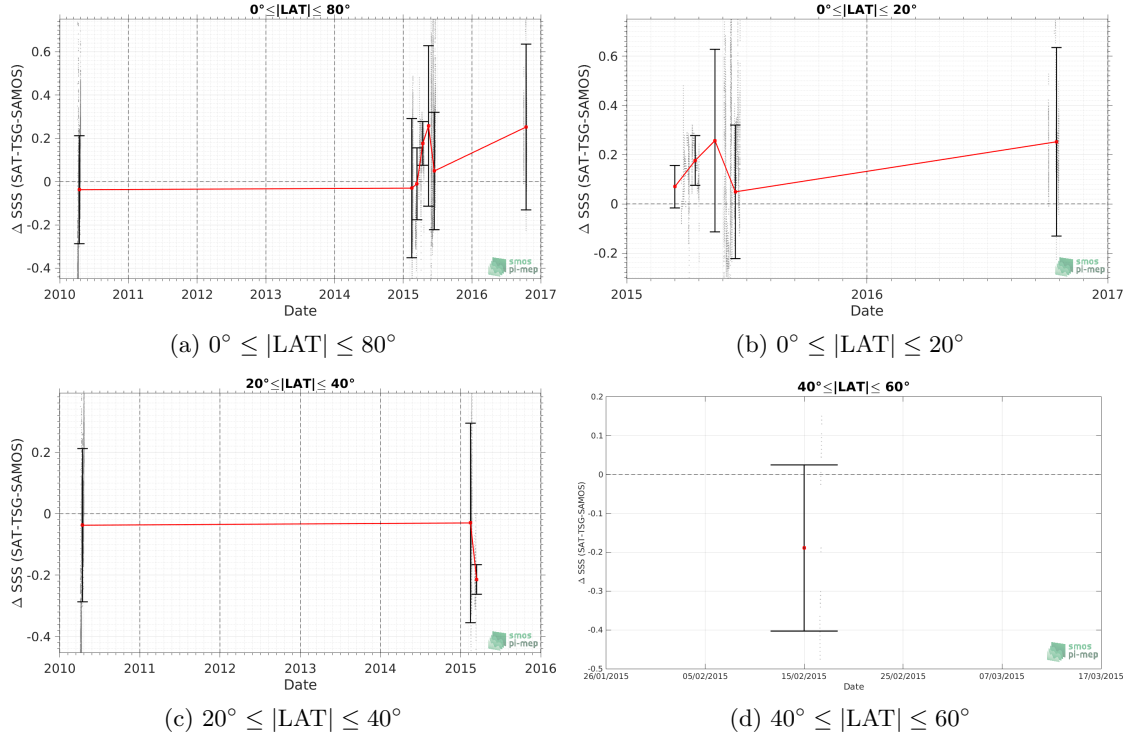 0°≤|LAT|≤ 80°
Δ SSS (SAT-TSG-SAMOS)
0.6
0.4
0.2
0
-0.2
-0.4
2010 2011 2012 2013 2014 2015 2016 2017
Date
smos
pi-mep
(a) 0° ≤ |LAT| ≤ 80°
0°≤|LAT|≤ 20°
Δ SSS (SAT-TSG-SAMOS)
0.6
0.4
0.2
0
-0.2
2015 2016 2017
Date
smos
pi-mep
(b) 0° ≤ |LAT| ≤ 20°
20°≤|LAT|≤ 40°
Δ SSS (SAT-TSG-SAMOS)
0.2
0
-0.2
-0.4
2010 2011 2012 2013 2014 2015 2016
Date
smos
pi-mep
(c) 20° ≤ |LAT| ≤ 40°
40°≤|LAT|≤ 60°
Δ SSS (SAT-TSG-SAMOS)
0.2
0.1
0
-0.1
-0.2
-0.3
-0.4
-0.5
26/01/2015 05/02/2015 15/02/2015 25/02/2015 07/03/2015 17/03/2015
Date
smos
pi-mep
(d) 40° ≤ |LAT| ≤ 60°